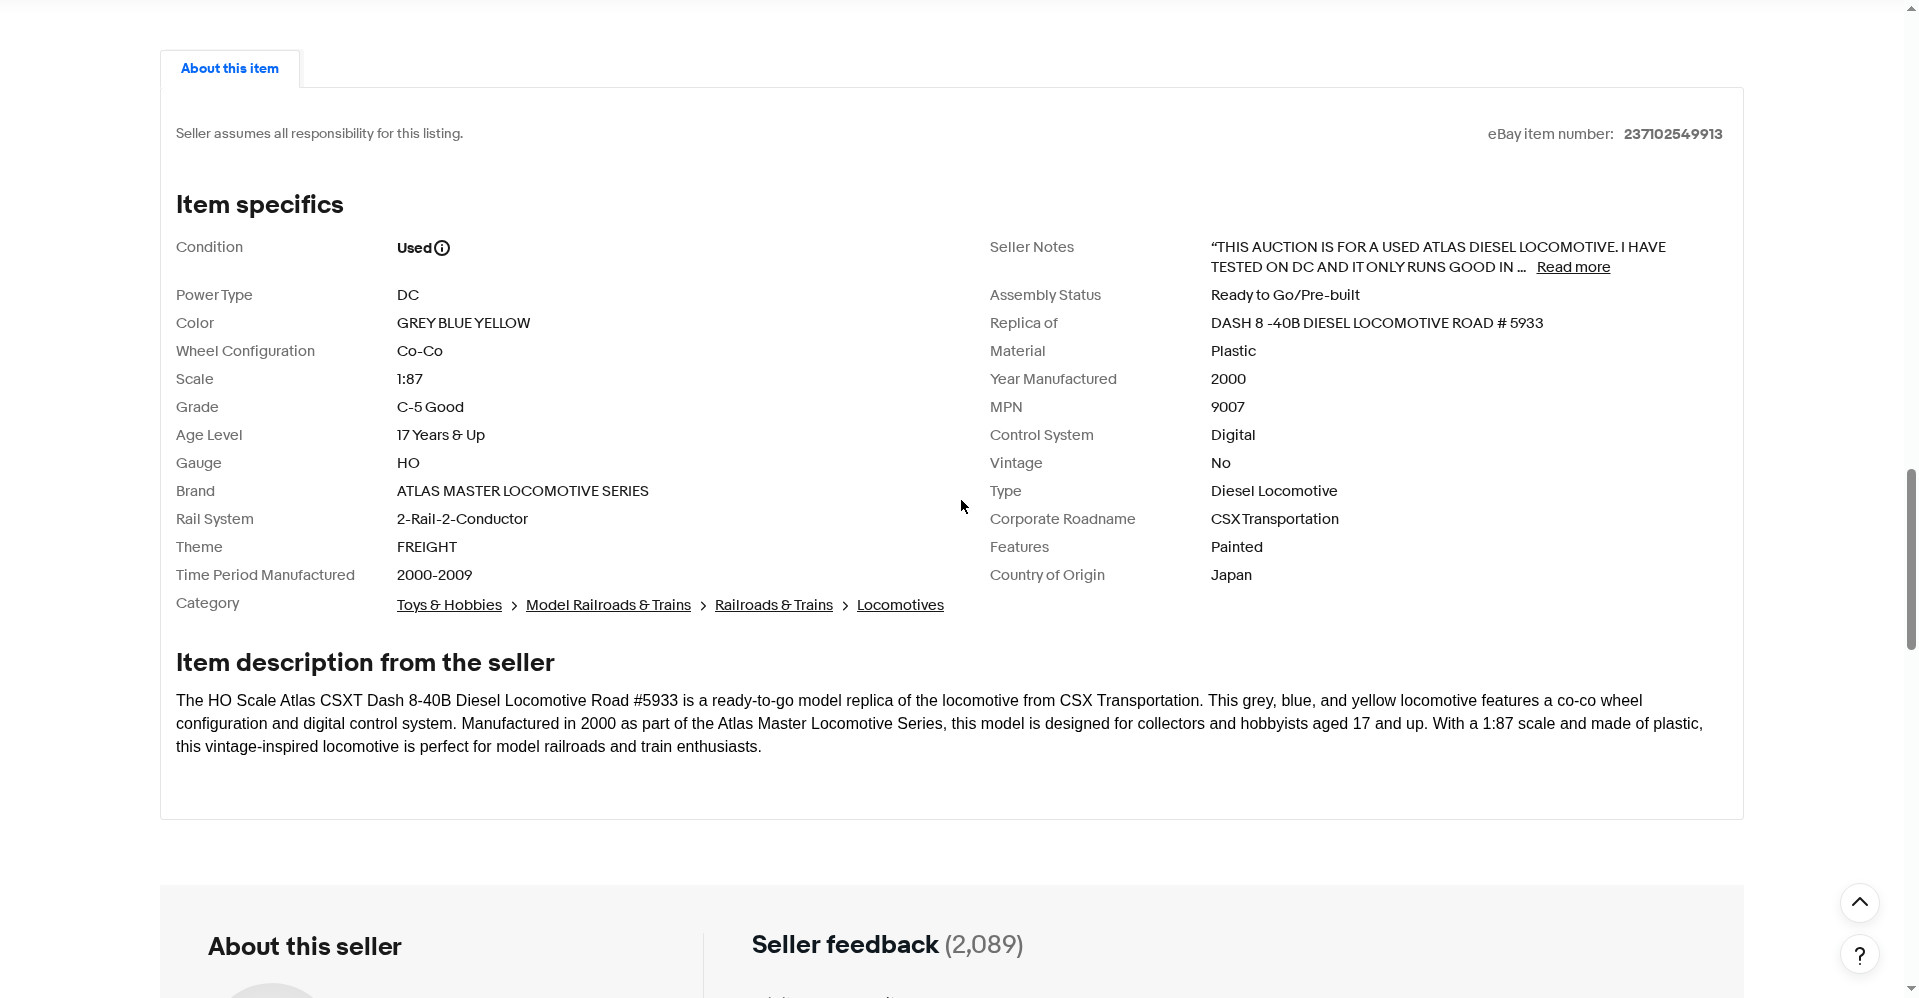 About this item
Seller assumes all responsibility for this listing.
eBay item number: 237102549913
Item specifics
Condition
Used
Seller Notes
“THIS AUCTION IS FOR A USED ATLAS DIESEL LOCOMOTIVE. I HAVE
TESTED ON DC AND IT ONLY RUNS GOOD IN ... Read more
Power Type
DC
Assembly Status
Ready to Go/Pre-built
Color
GREY BLUE YELLOW
Replica of
DASH 8 -40B DIESEL LOCOMOTIVE ROAD # 5933
Wheel Configuration
Co-Co
Material
Plastic
Scale
1:87
Year Manufactured
2000
Grade
C-5 Good
MPN
9007
Age Level
17 Years & Up
Control System
Digital
Gauge
HO
Vintage
No
Brand
ATLAS MASTER LOCOMOTIVE SERIES
Type
Diesel Locomotive
Rail System
2-Rail-2-Conductor
Corporate Roadname
CSX Transportation
Theme
FREIGHT
Features
Painted
Time Period Manufactured
2000-2009
Country of Origin
Japan
Category
Toys & Hobbies > Model Railroads & Trains > Railroads & Trains > Locomotives
Item description from the seller
The HO Scale Atlas CSXT Dash 8-40B Diesel Locomotive Road #5933 is a ready-to-go model replica of the locomotive from CSX Transportation. This grey, blue, and yellow locomotive features a co-co wheel
configuration and digital control system. Manufactured in 2000 as part of the Atlas Master Locomotive Series, this model is designed for collectors and hobbyists aged 17 and up. With a 1:87 scale and made of plastic,
this vintage-inspired locomotive is perfect for model railroads and train enthusiasts.
About this seller
Seller feedback (2,089)
?